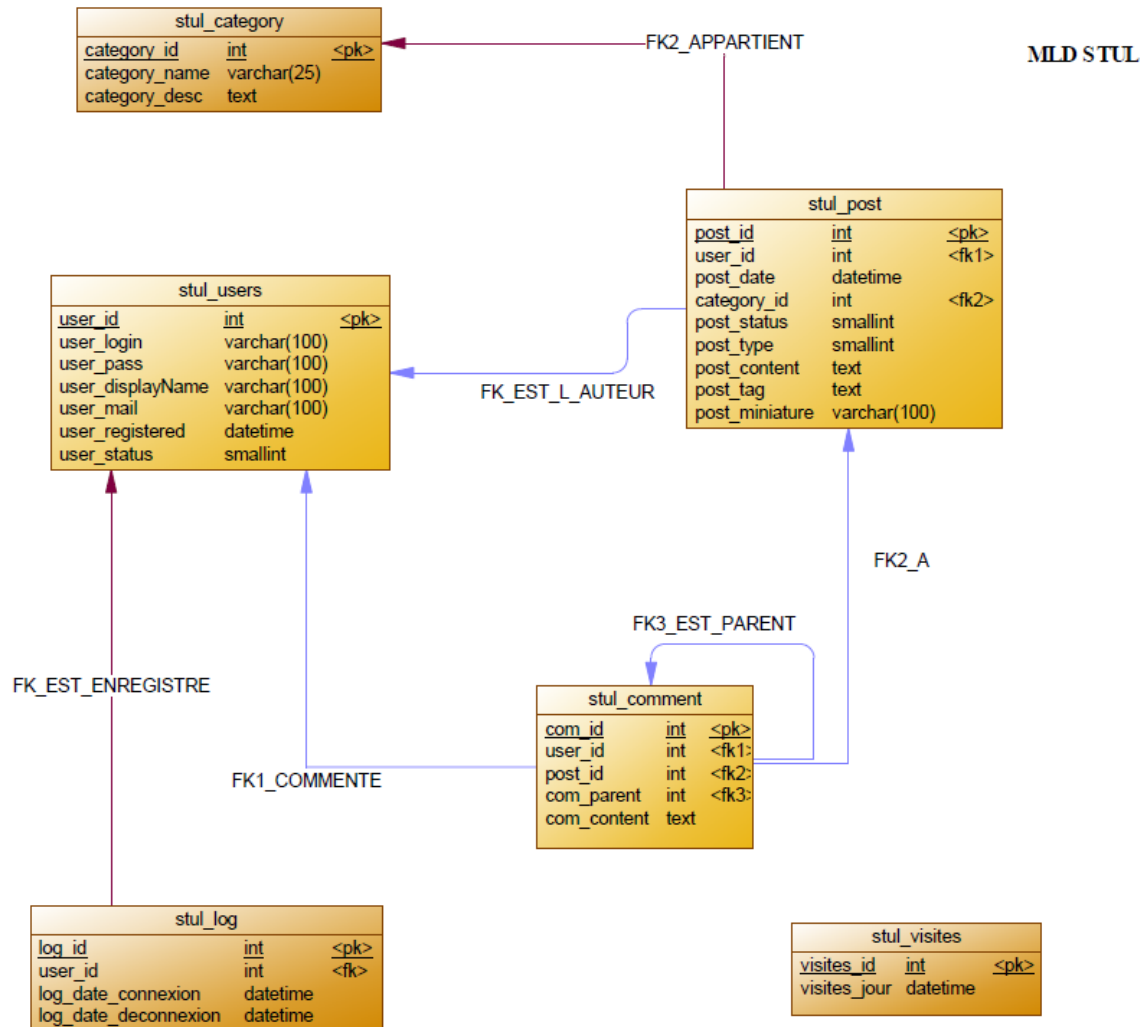 stul_category
category_id int <pk>
category_name varchar(25)
category_desc text
FK2_APPARTIENT
MLD STUL
stul_post
post_id int <pk>
user_id int <fk1>
post_date datetime
category_id int <fk2>
post_status smallint
post_type smallint
post_content text
post_tag text
post_miniature varchar(100)
stul_users
user_id int <pk>
user_login varchar(100)
user_pass varchar(100)
user_displayName varchar(100)
user_mail varchar(100)
user_registered datetime
user_status smallint
FK_EST_L_AUTEUR
FK2_A
FK3_EST_PARENT
FK_EST_ENREGISTRE
stul_comment
com_id int <pk>
user_id int <fk1>
post_id int <fk2>
com_parent int <fk3>
com_content text
FK1_COMMENTE
stul_log
log_id int <pk>
user_id int <fk>
log_date_connexion datetime
log_date_deconnexion datetime
stul_visites
visites_id int <pk>
visites_jour datetime